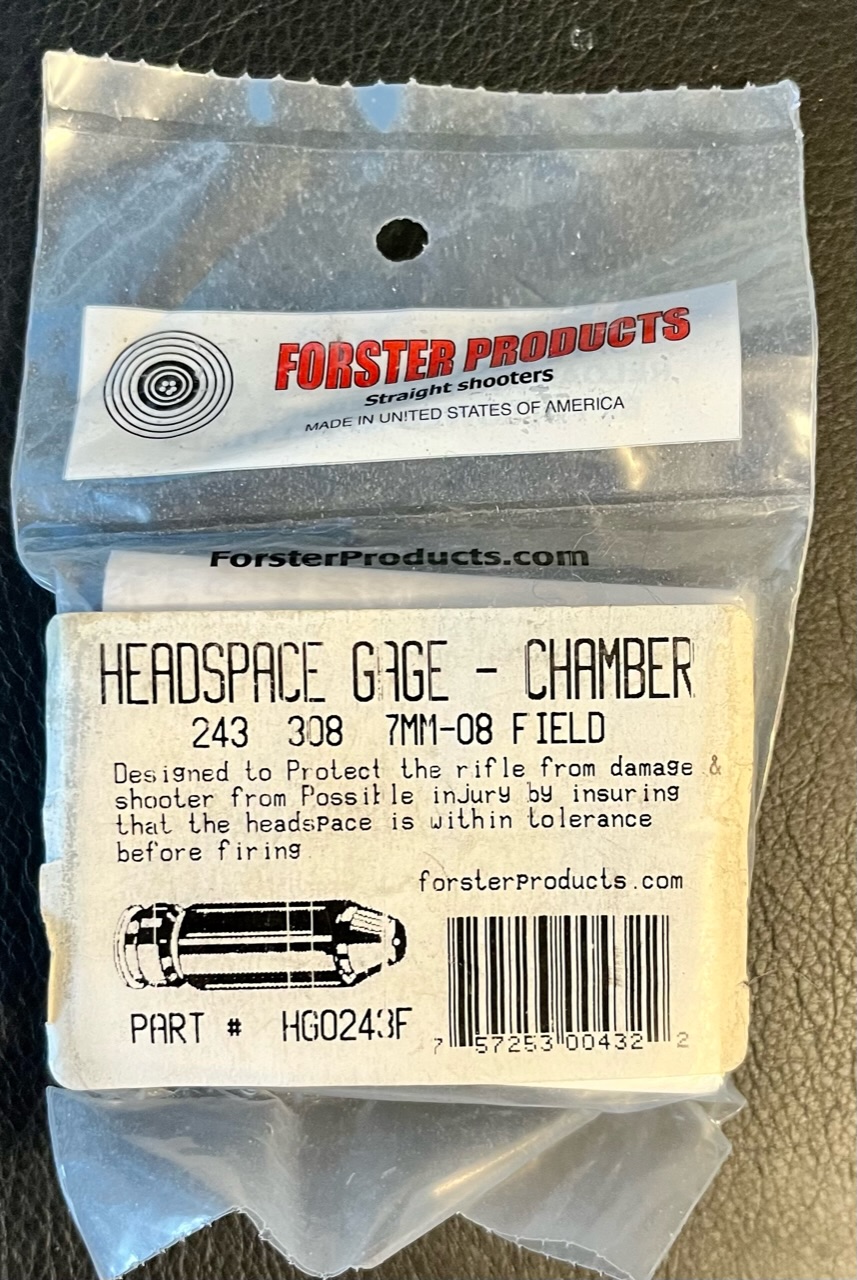 FORSTER PRODUCTS
Straight shooters
MADE IN UNITED STATES OF AMERICA
ForsterProducts.com
HEADSPACE GAGE - CHAMBER
243 308 7MM-08 FIELD
Designed to Protect the rifle from damage &
shooter from Possible injury by insuring
that the headspace is within tolerance
before firing
forsterProducts.com
PART # HG0243F
7 57253 00432 2